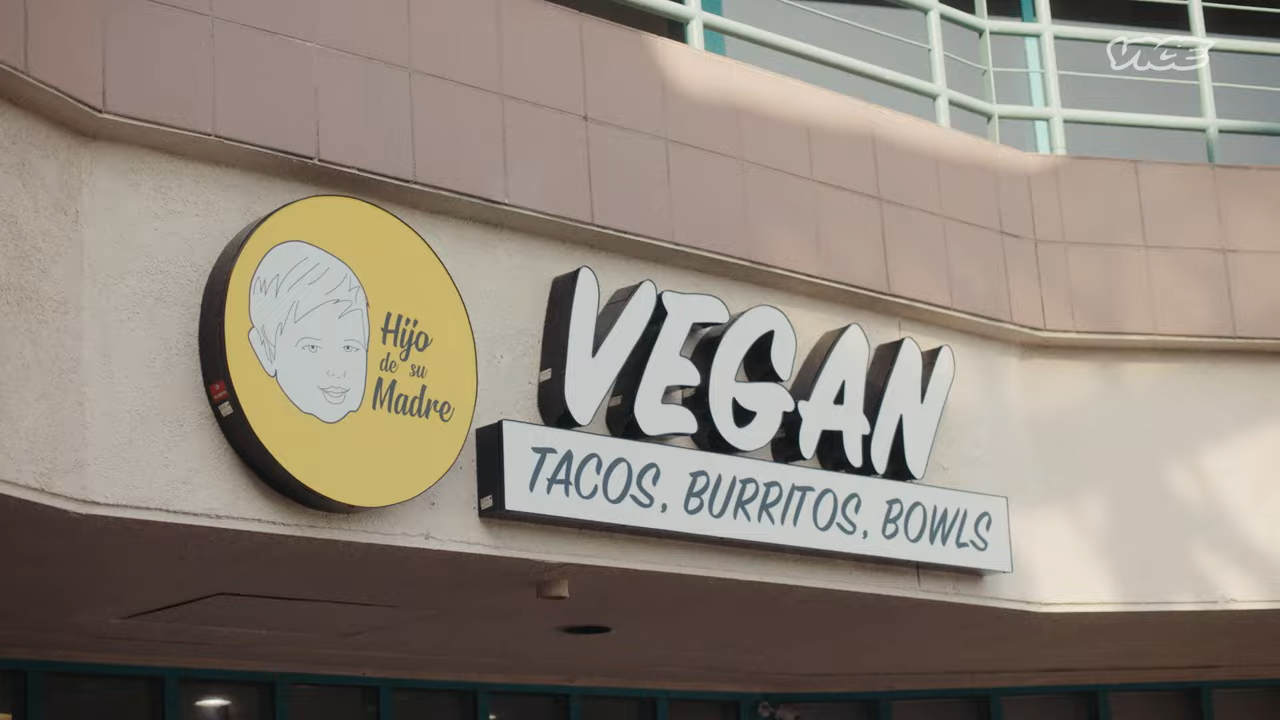 VICE
Hijo
de su
Madre
VEGAN
TACOS, BURRITOS, BOWLS